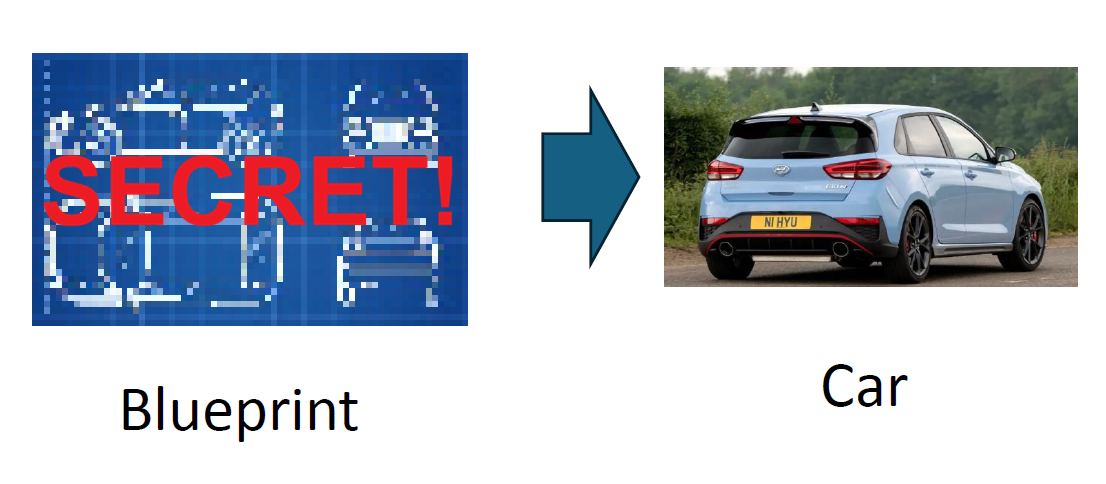 SECRET!
N1 HYU
Blueprint
Car